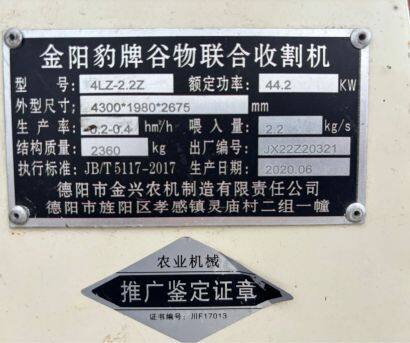 金阳豹牌谷物联合收割机
型 号: 4LZ-2.2Z 额定功率: 44.2 KW
外型尺寸: 4300*1980*2675 mm
生 产 率: 0.2-0.4 hm²/h 喂 入 量: 2.2 kg/s
结构质量: 2360 kg 出厂编号: JX22Z20321
执行标准: JB/T 5117-2017 生产日期: 2020.06
德阳市金兴农机制造有限责任公司
德阳市旌阳区孝感镇灵庙村二组一幢
农业机械
推广鉴定证章
证书编号: 川F17013